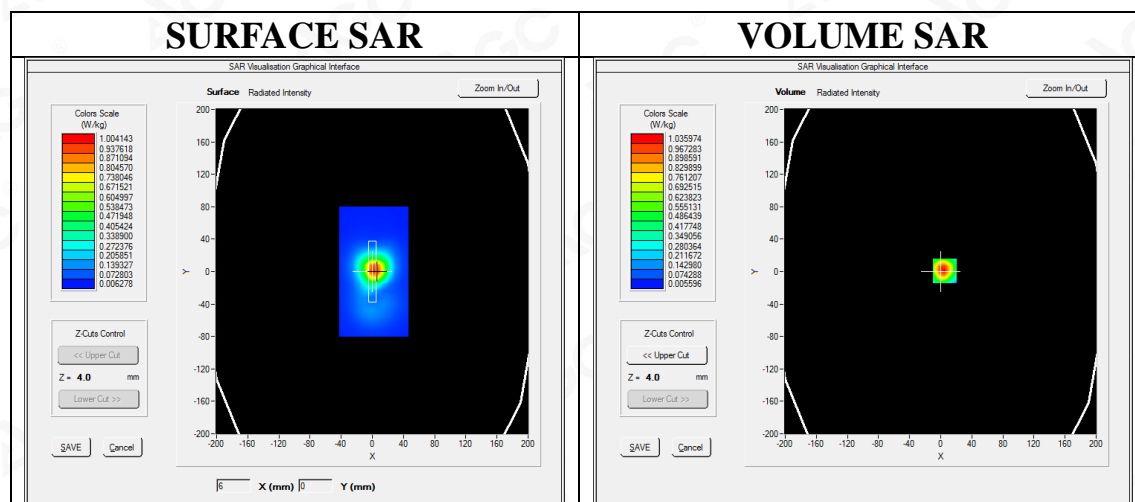 SURFACE SAR
SAR Visualisation Graphical Interface
Surface Radiated Intensity
Zoom In/Out
Colors Scale
(W/kg)
1.004143
0.937618
0.871094
0.804570
0.738046
0.671521
0.604997
0.538473
0.471948
0.405424
0.338900
0.272376
0.205851
0.139327
0.072803
0.006278
200
160
120
80
40
0
-40
-80
-120
-160
-200
Y
-200 -160 -120 -80 -40 0 40 80 120 160 200
X
Z-Cuts Control
<< Upper Cut
Z = 4.0 mm
Lower Cut >>
SAVE Cancel
6 X (mm) 0 Y (mm)
VOLUME SAR
SAR Visualisation Graphical Interface
Volume Radiated Intensity
Zoom In/Out
Colors Scale
(W/kg)
1.035974
0.967283
0.898591
0.829899
0.761207
0.692515
0.623823
0.555131
0.486439
0.417748
0.349056
0.280364
0.211672
0.142980
0.074288
0.005596
200
160
120
80
40
0
-40
-80
-120
-160
-200
Y
-200 -160 -120 -80 -40 0 40 80 120 160 200
X
Z-Cuts Control
<< Upper Cut
Z = 4.0 mm
Lower Cut >>
SAVE Cancel